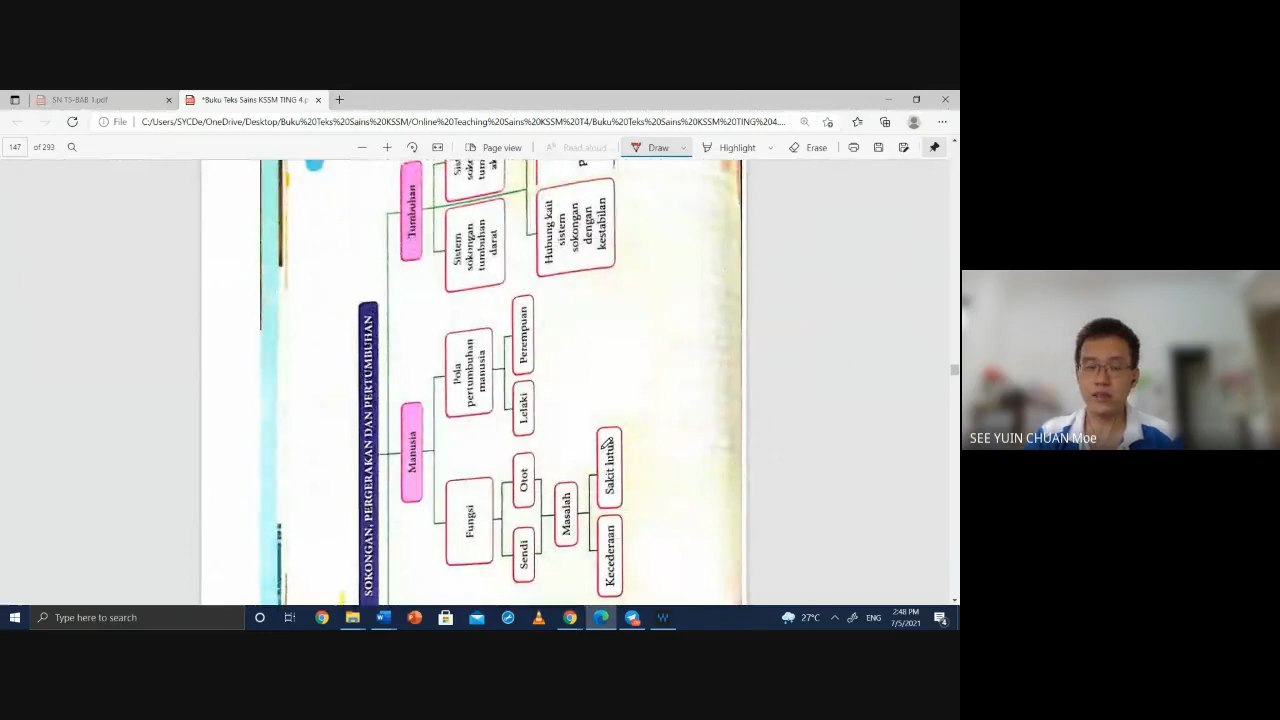 SN T5-BAB 1.pdf
*Buku Teks Sains KSSM TING 4.p
File
C:/Users/SYCDe/OneDrive/Desktop/Buku%20Teks%20Sains%20KSSM/Online%20Teaching%20Sains%20KSSM%20T4/Buku%20Teks%20Sains%20KSSM%20TING%204....
147 of 293
Page view
Read aloud
Draw
Highlight
Erase
SOKONGAN, PERGERAKAN DAN PERTUMBUHAN
Manusia
Fungsi
Sendi
Otot
Masalah
Kecederaan
Sakit lutut
Pola
pertumbuhan
manusia
Lelaki
Perempuan
Tumbuhan
Sistem
sokongan
tumbuhan
darat
Hubung kait
sistem
sokongan
dengan
kestabilan
SEE YUIN CHUAN Moe
Type here to search
27°C
ENG
2:48 PM
7/5/2021